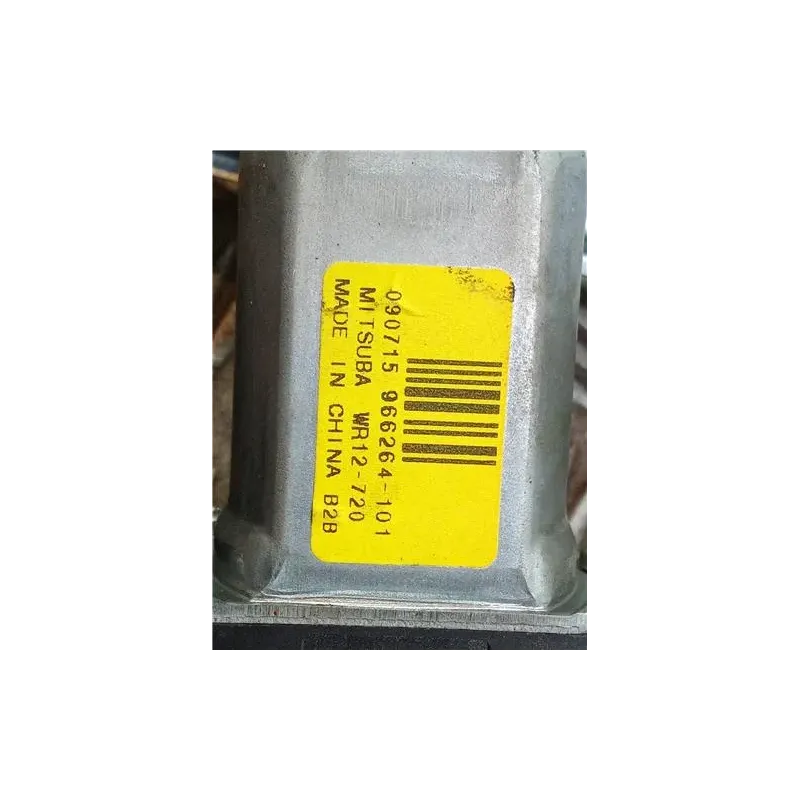 090715 966264-101
MITSUBA WR12-720
MADE IN CHINA B2B